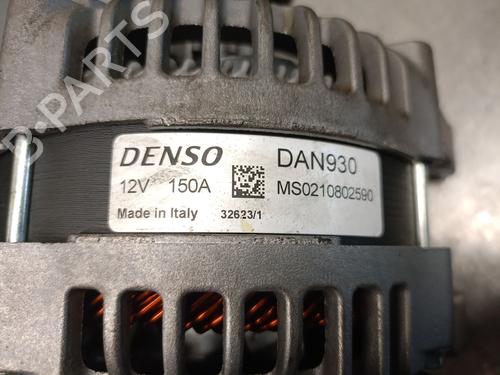 B-PARTS
DENSO DAN930
12V 150A MS0210802590
Made in Italy 32623/1